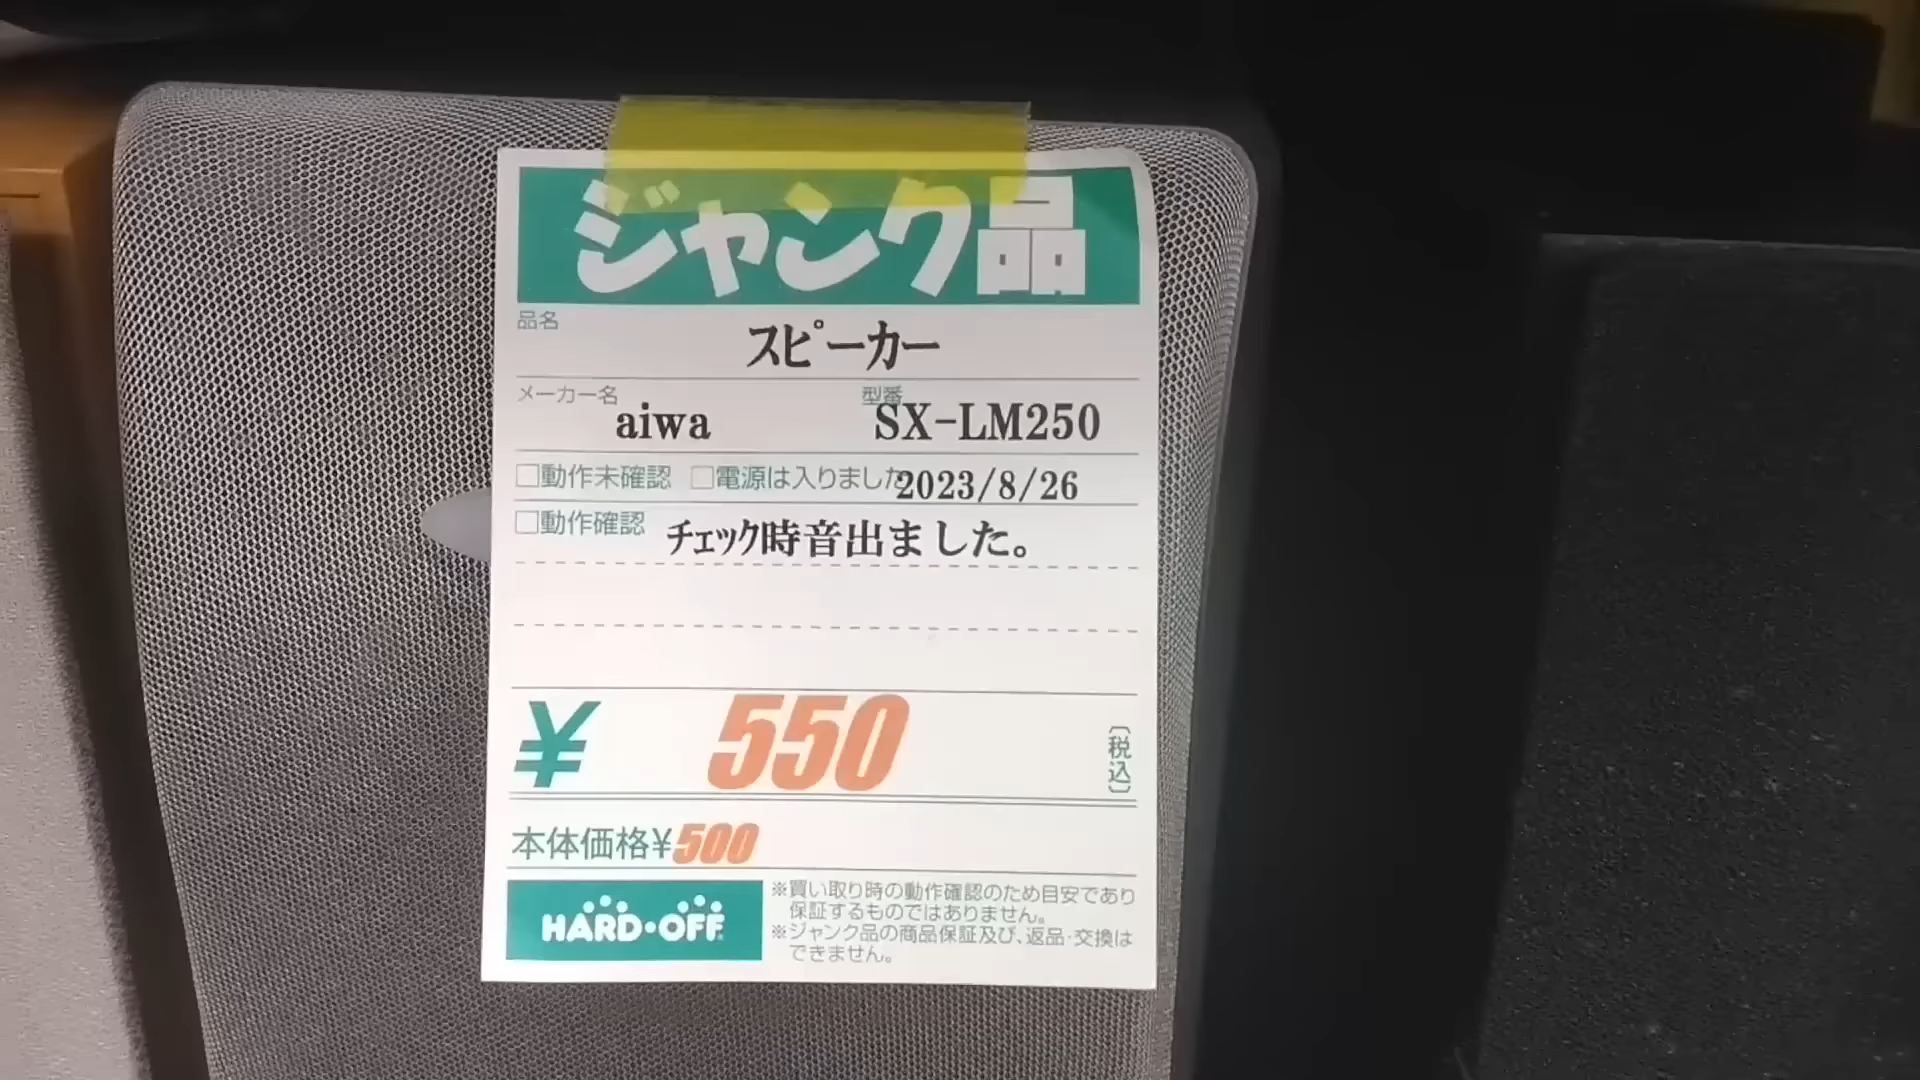 ジャンク品
品名
スピーカー
メーカー名 aiwa 型番 SX-LM250
□動作未確認 □電源は入りました 2023/8/26
□動作確認 チェック時音出ました。
¥ 550 〔税込〕
本体価格¥500
HARD・OFF
※買い取り時の動作確認のため目安であり
保証するものではありません。
※ジャンク品の商品保証及び、返品・交換は
できません。